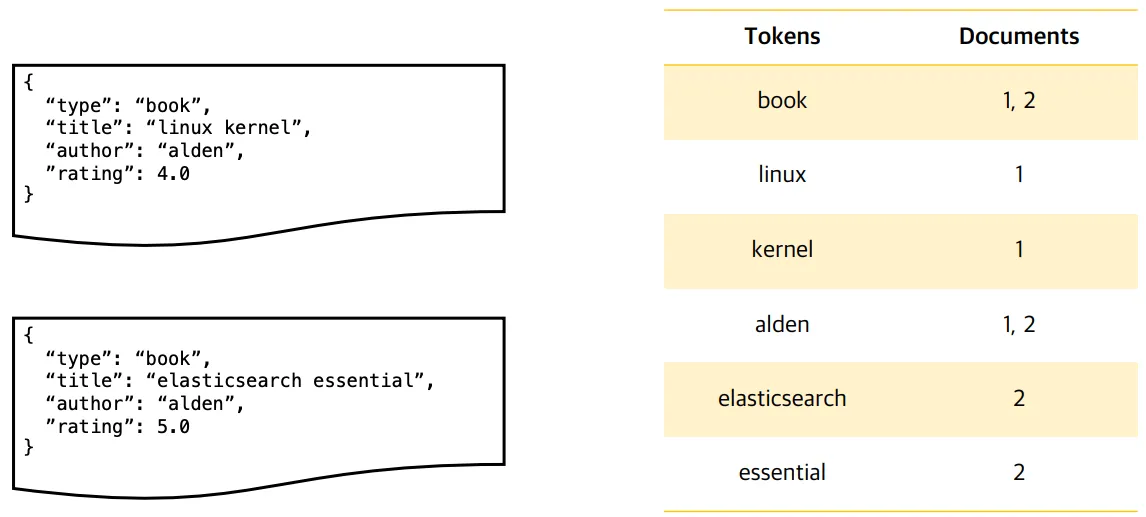 {
“type”: “book”,
“title”: “linux kernel”,
“author”: “alden”,
”rating”: 4.0
}
{
“type”: “book”,
“title”: “elasticsearch essential”,
“author”: “alden”,
”rating”: 5.0
}
Tokens Documents
book 1, 2
linux 1
kernel 1
alden 1, 2
elasticsearch 2
essential 2